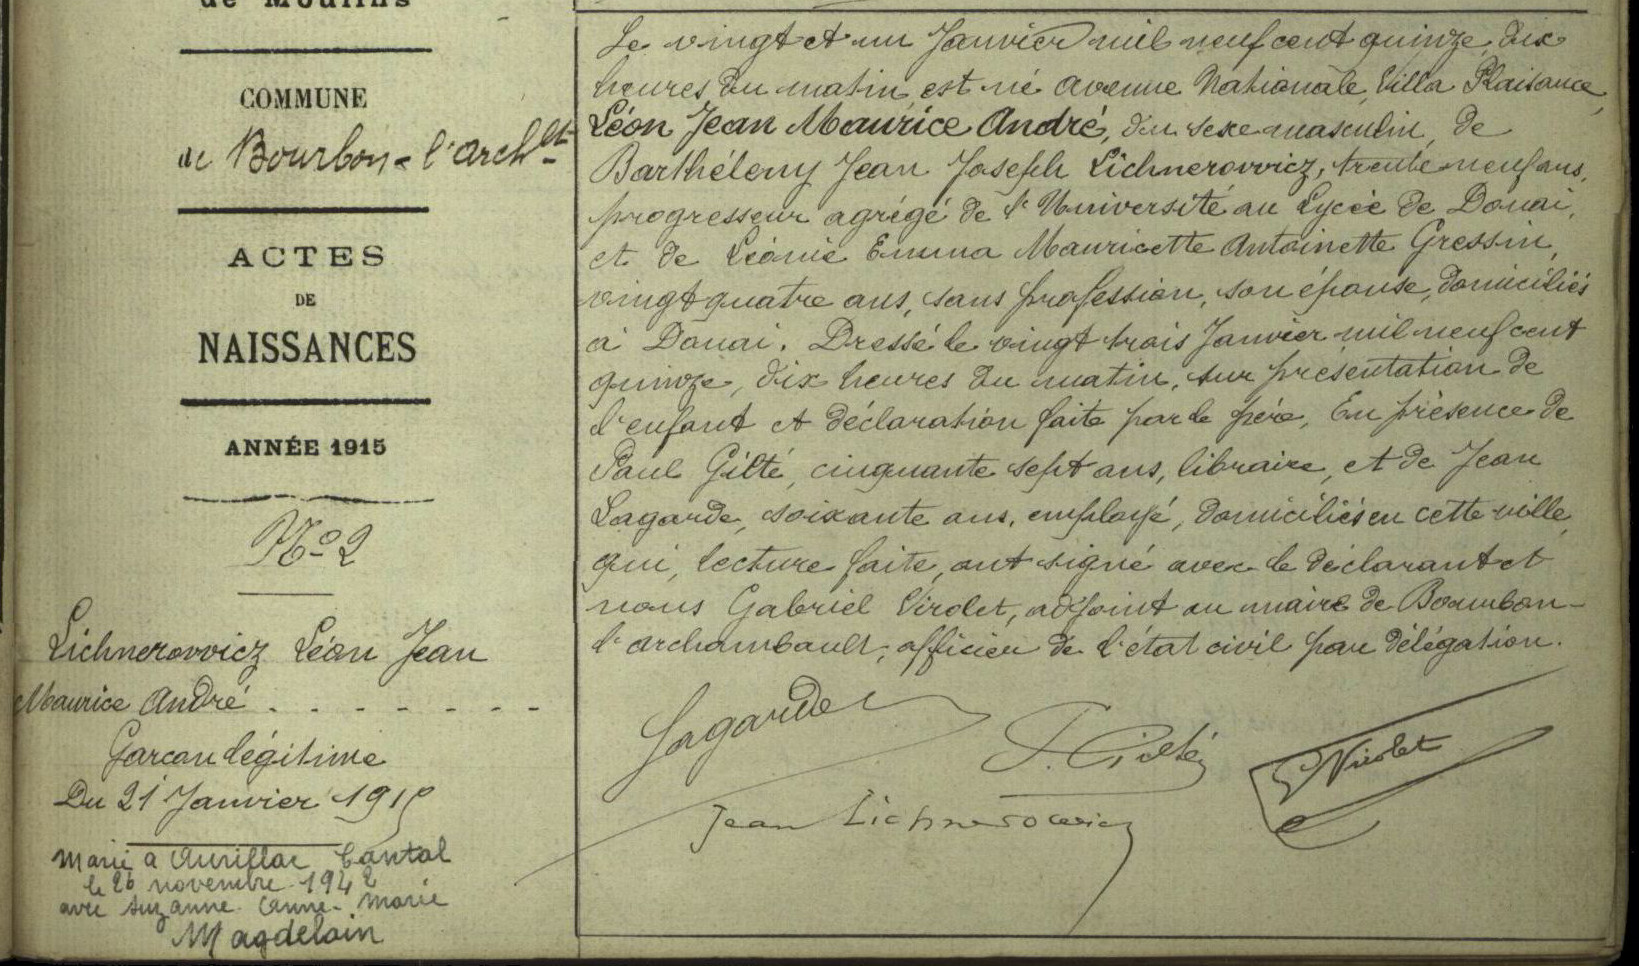 de Moulins
COMMUNE
de Bourbon-l'Archlt
ACTES
DE
NAISSANCES
ANNÉE 1915
No 2
Lichnerowicz Léon Jean
Maurice André
Garçon légitime
Du 21 Janvier 1915
Marié à Aurillac Cantal
le 26 novembre 1942
avec Suzanne Anne-Marie
Magdelain
Le vingt et un Janvier mil neuf cent quinze, dix
heures du matin, est né avenue Nationale, Villa Plaisance,
Léon Jean Maurice André, du sexe masculin, de
Barthélemy Jean Joseph Lichnerowicz, trente neuf ans,
progresseur agrégé de l'Université au Lycée de Douai,
et de Léonie Emma Mauricette Antoinette Gressin,
vingt quatre ans, sans profession, son épouse, domiciliés
à Douai. Dressé le vingt trois Janvier mil neuf cent
quinze, dix heures du matin, sur présentation de
l'enfant et déclaration faite par le père, En présence de
Paul Gilté, cinquante sept ans, libraire, et de Jean
Lagarde, soixante ans, employé, domiciliés en cette ville,
qui, lecture faite, ont signé avec le déclarant et
nous Gabriel Virolet, adjoint au maire de Bourbon-
l'archambault, officier de l'état civil par délégation.
Lagarde
P. Gilté
G Virolet
Jean Lichnerowicz